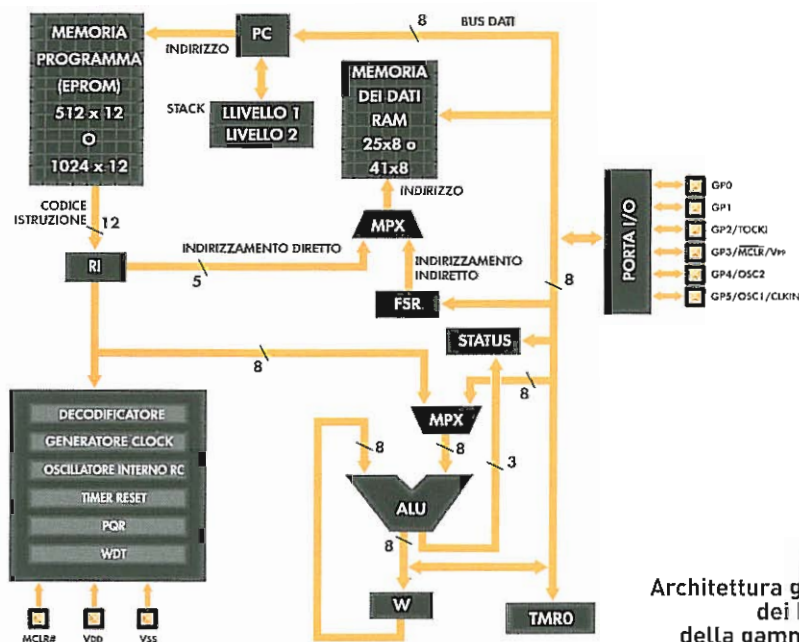 MEMORIA
PROGRAMMA
(EPROM)
512 x 12
O
1024 x 12
INDIRIZZO
PC
8
BUS DATI
STACK
LLIVELLO 1
LIVELLO 2
MEMORIA
DEI DATI
RAM
25x8 o
41x8
INDIRIZZO
CODICE
ISTRUZIONE
12
MPX
RI
INDIRIZZAMENTO DIRETTO
5
INDIRIZZAMENTO
INDIRETTO
FSR
8
PORTA I/O
GP0
GP1
GP2/TOCKI
GP3/MCLR/VPP
GP4/OSC2
GP5/OSC1/CLKIN
STATUS
8
8
MPX
DECODIFICATORE
GENERATORE CLOCK
OSCILLATORE INTERNO RC
TIMER RESET
PQR
WDT
8
8
3
ALU
8
W
TMR0
MCLR#
VDD
VSS
Architettura g
dei
della gamm